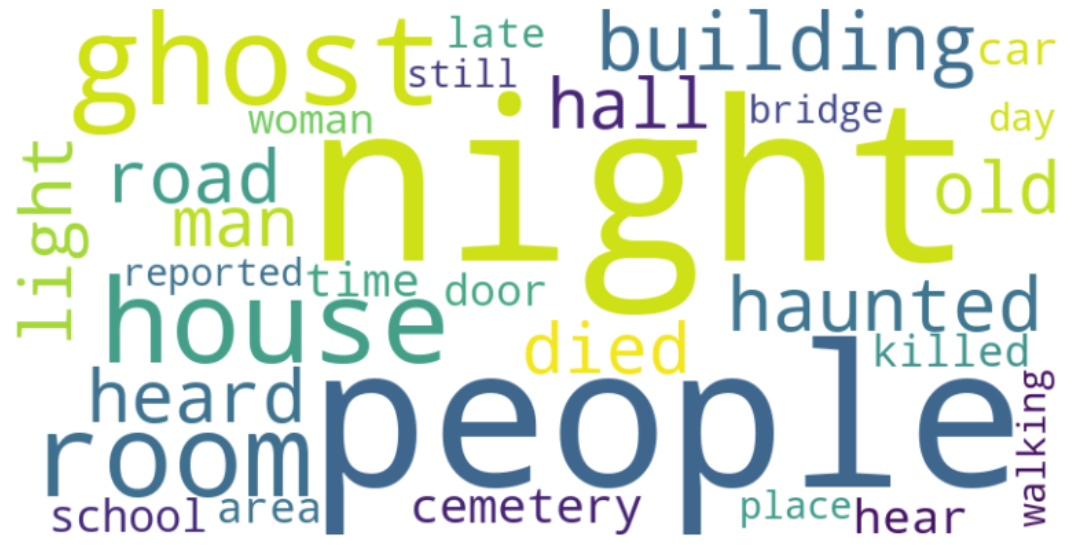 ghost
late
building
car
still
hall
woman
bridge
day
night
light
road
old
man
reported
time
door
house
haunted
died
killed
heard
people
walking
room
school
area
cemetery
place
hear